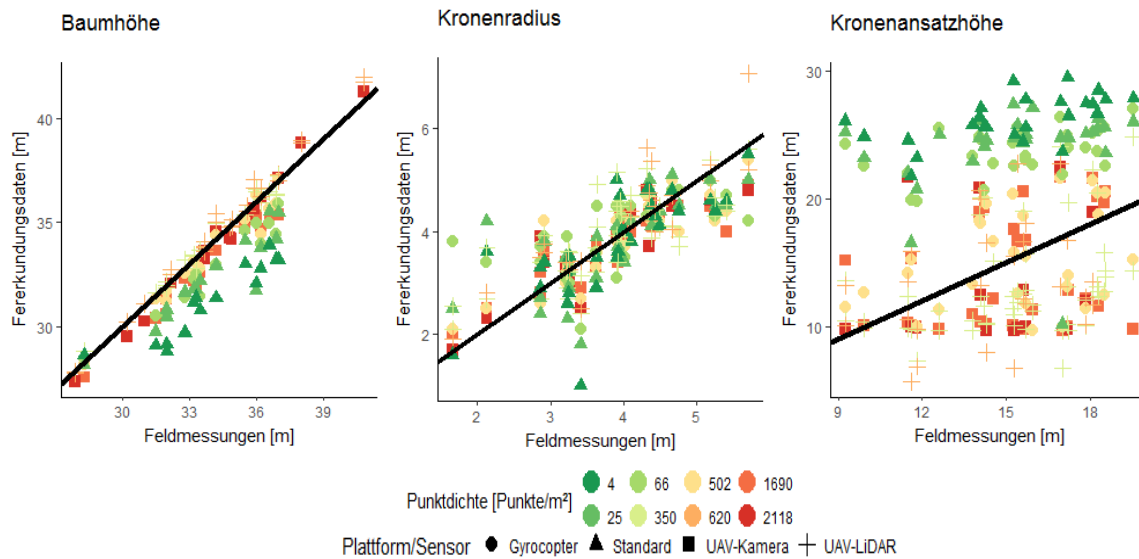 Baumhöhe
Kronenradius
Kronenansatzhöhe
Fererkundungsdaten [m]
40
35
30
30
33
36
39
Feldmessungen [m]
Fererkundungsdaten [m]
6
4
2
2
3
4
5
Feldmessungen [m]
Fererkundungsdaten [m]
30
20
10
9
12
15
18
Feldmessungen [m]
Punktdichte [Punkte/m²] 4 66 502 1690
25 350 620 2118
Plattform/Sensor Gyrocopter Standard UAV-Kamera UAV-LiDAR